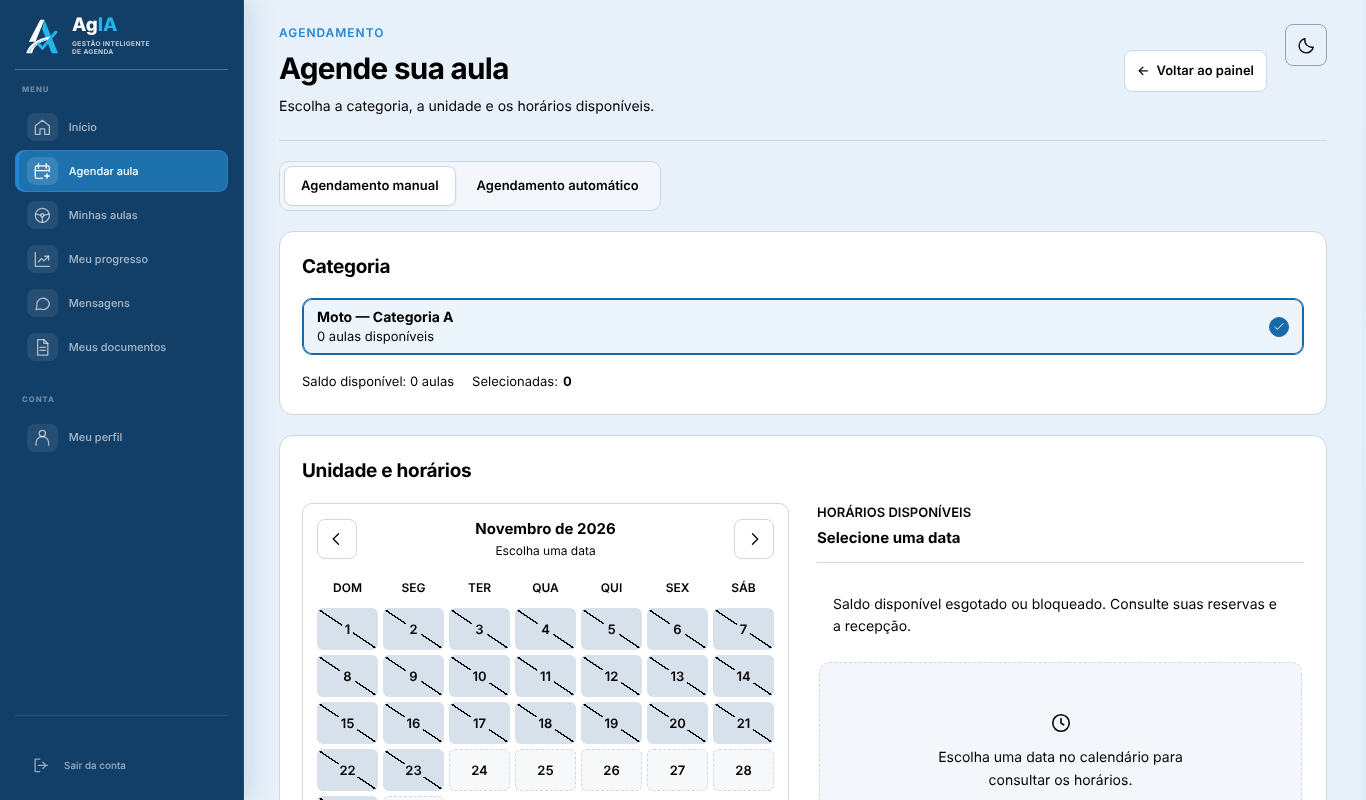 AgIA
GESTÃO INTELIGENTE
DE AGENDA
MENU
Início
Agendar aula
Minhas aulas
Meu progresso
Mensagens
Meus documentos
CONTA
Meu perfil
Sair da conta
AGENDAMENTO
Agende sua aula
Escolha a categoria, a unidade e os horários disponíveis.
← Voltar ao painel
Agendamento manual Agendamento automático
Categoria
Moto — Categoria A
0 aulas disponíveis
Saldo disponível: 0 aulas Selecionadas: 0
Unidade e horários
Novembro de 2026
Escolha uma data
DOM SEG TER QUA QUI SEX SÁB
1 2 3 4 5 6 7
8 9 10 11 12 13 14
15 16 17 18 19 20 21
22 23 24 25 26 27 28
HORÁRIOS DISPONÍVEIS
Selecione uma data
Saldo disponível esgotado ou bloqueado. Consulte suas reservas e
a recepção.
Escolha uma data no calendário para
consultar os horários.